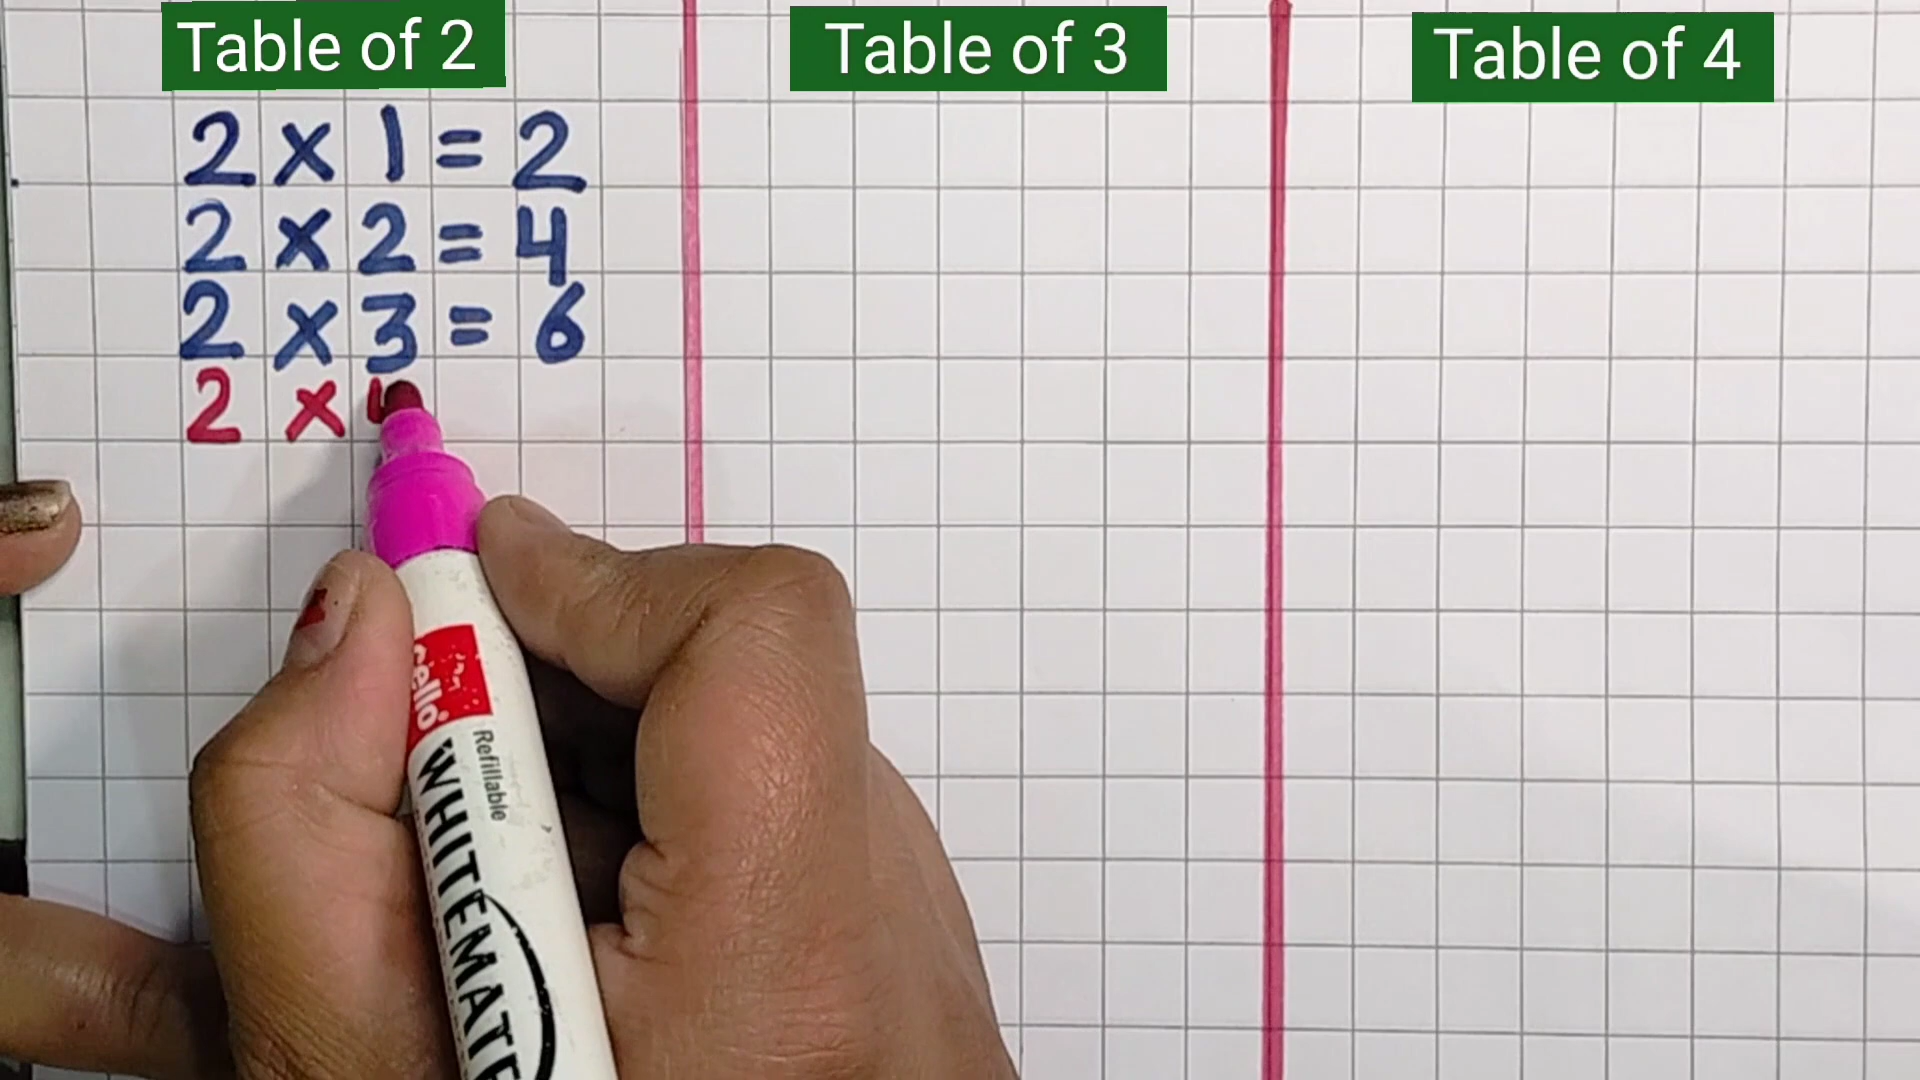 Table of 2
Table of 3
Table of 4
2 × 1 = 2
2 × 2 = 4
2 × 3 = 6
2 ×
cello
Refillable
WHITEMATE